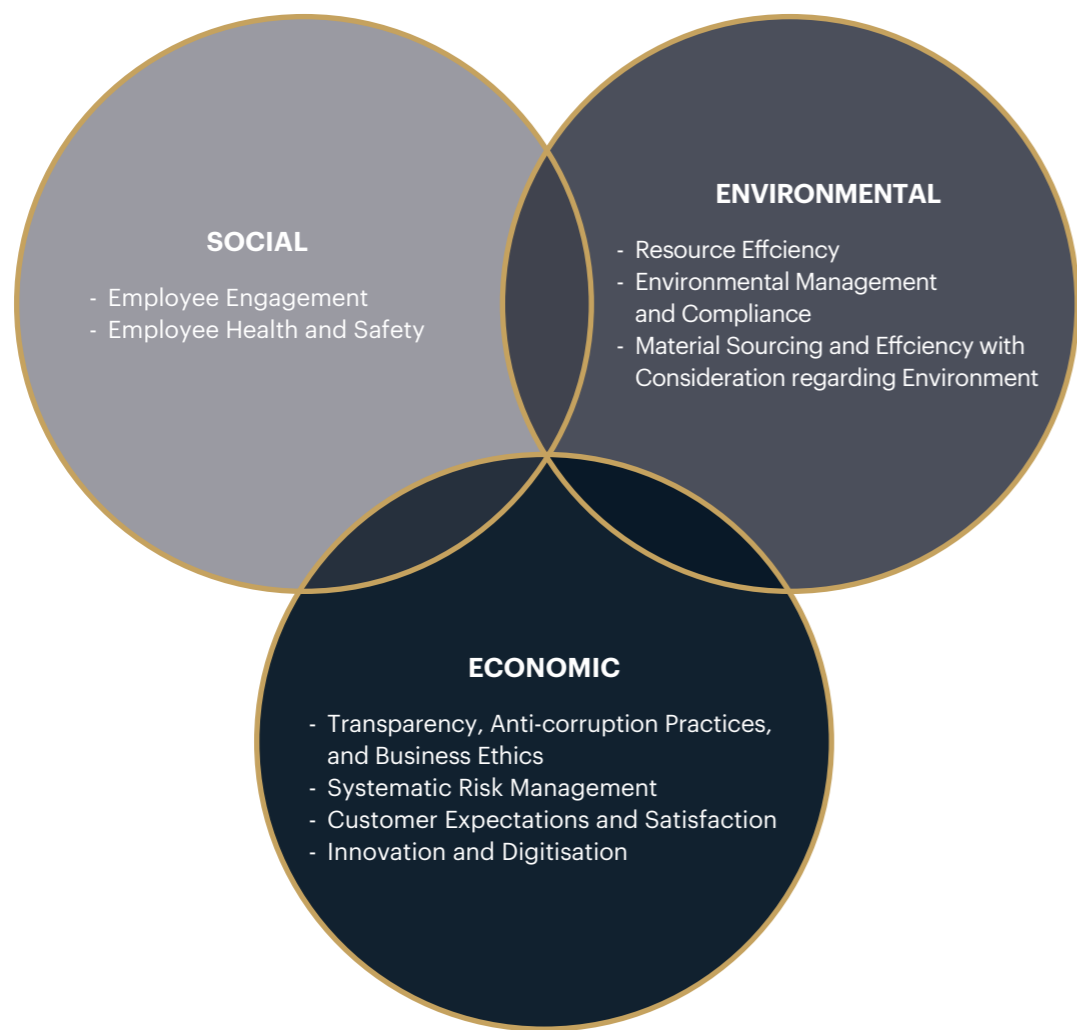 SOCIAL
- Employee Engagement
- Employee Health and Safety
ENVIRONMENTAL
- Resource Effciency
- Environmental Management
and Compliance
- Material Sourcing and Effciency with
Consideration regarding Environment
ECONOMIC
- Transparency, Anti-corruption Practices,
and Business Ethics
- Systematic Risk Management
- Customer Expectations and Satisfaction
- Innovation and Digitisation